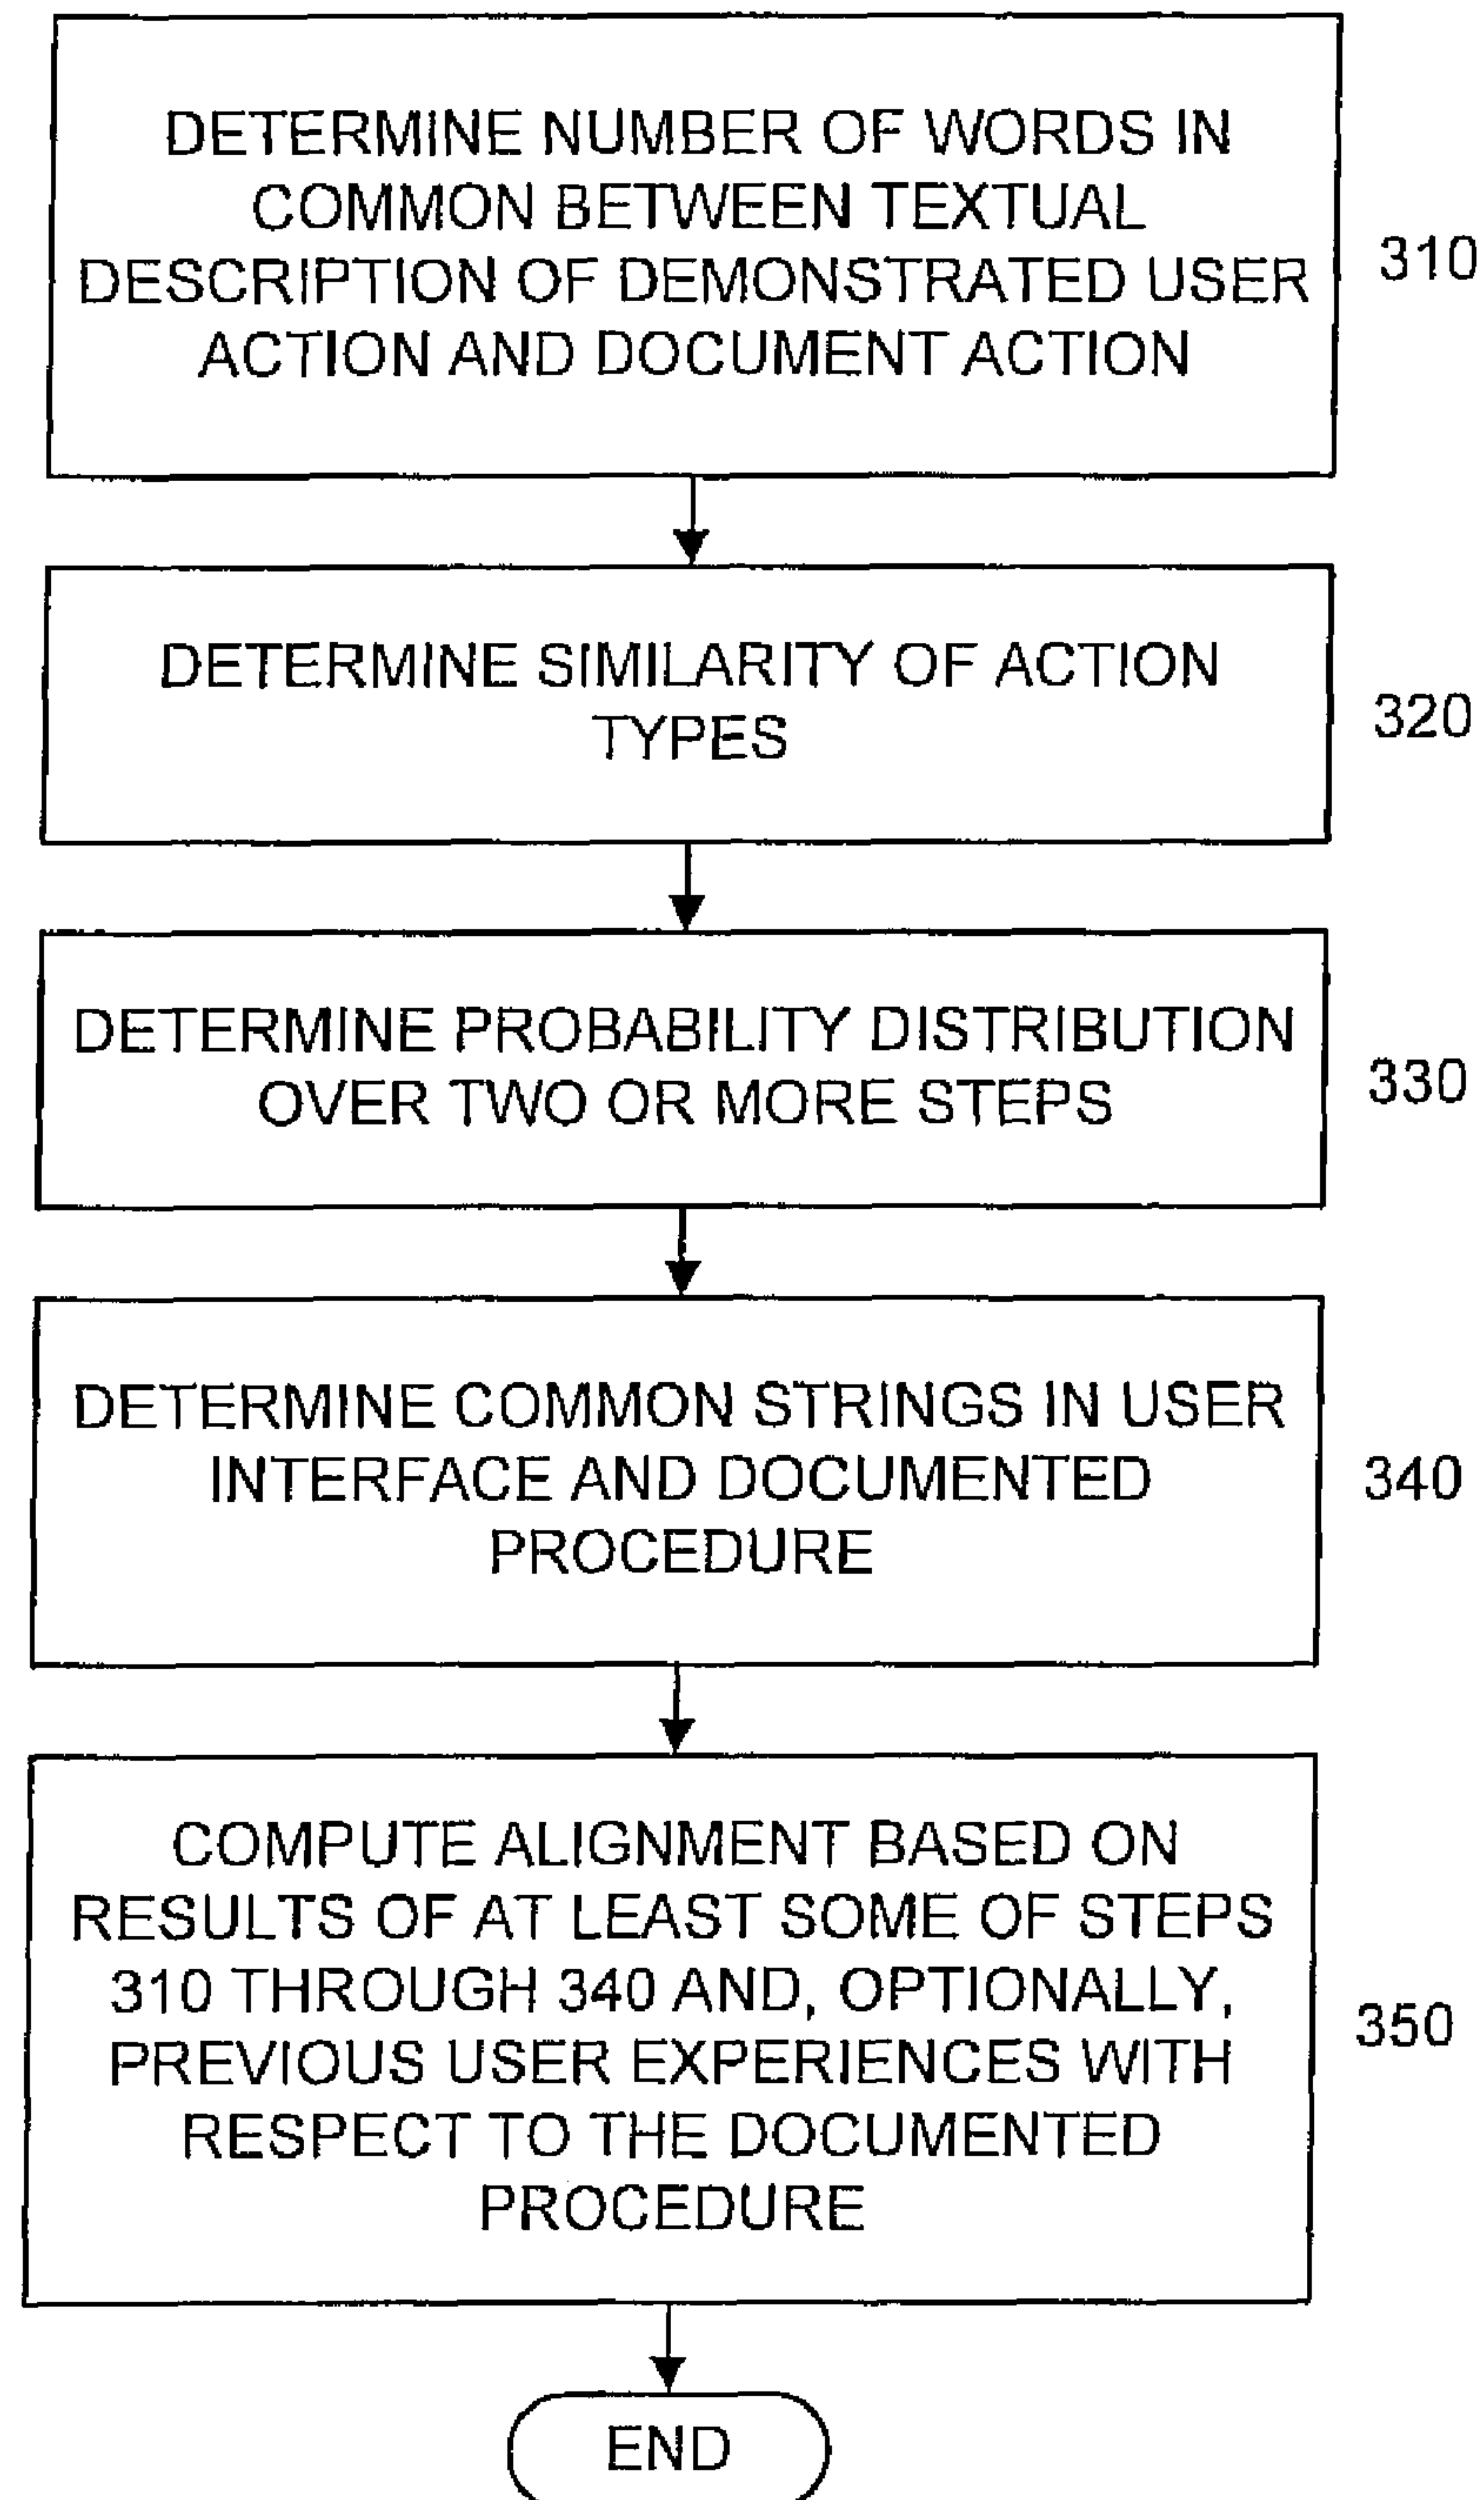 DETERMINE NUMBER OF WORDS IN
COMMON BETWEEN TEXTUAL
DESCRIPTION OF DEMONSTRATED USER
ACTION AND DOCUMENT ACTION
310
DETERMINE SIMILARITY OF ACTION
TYPES
320
DETERMINE PROBABILITY DISTRIBUTION
OVER TWO OR MORE STEPS
330
DETERMINE COMMON STRINGS IN USER
INTERFACE AND DOCUMENTED
PROCEDURE
340
COMPUTE ALIGNMENT BASED ON
RESULTS OF AT LEAST SOME OF STEPS
310 THROUGH 340 AND, OPTIONALLY,
PREVIOUS USER EXPERIENCES WITH
RESPECT TO THE DOCUMENTED
PROCEDURE
350
END